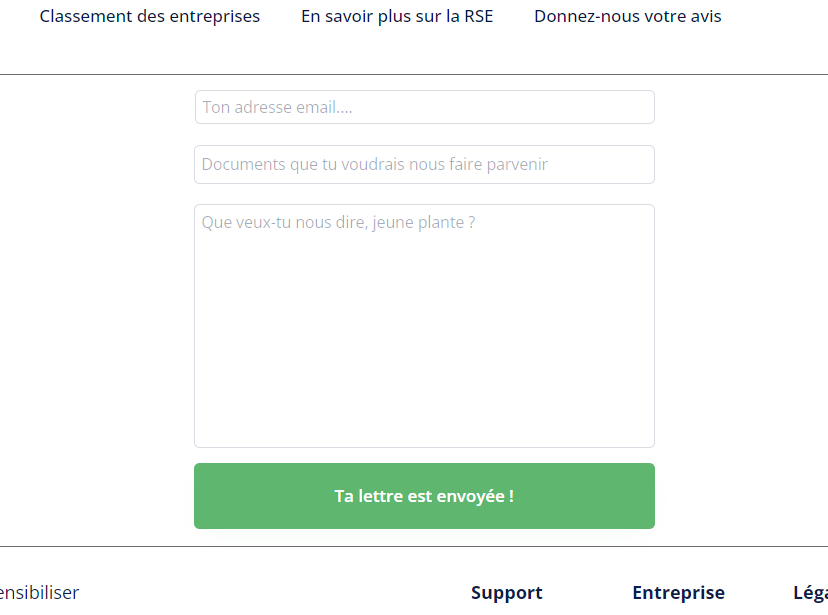 Classement des entreprises En savoir plus sur la RSE Donnez-nous votre avis
Ton adresse email....
Documents que tu voudrais nous faire parvenir
Que veux-tu nous dire, jeune plante ?
Ta lettre est envoyée !
ensibiliser Support Entreprise Léga